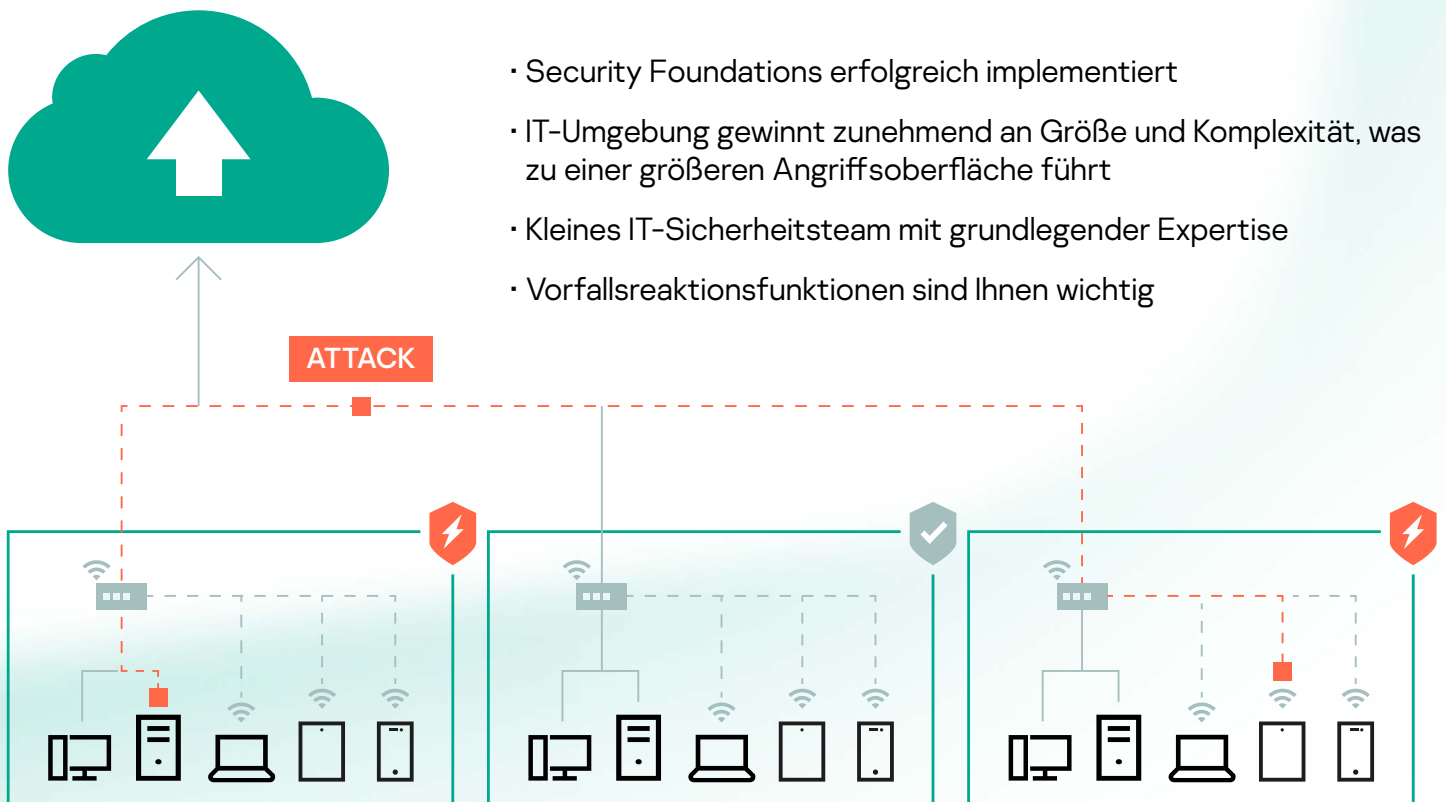 · Security Foundations erfolgreich implementiert
· IT-Umgebung gewinnt zunehmend an Größe und Komplexität, was
zu einer größeren Angriffsoberfläche führt
· Kleines IT-Sicherheitsteam mit grundlegender Expertise
· Vorfallsreaktionsfunktionen sind Ihnen wichtig
ATTACK